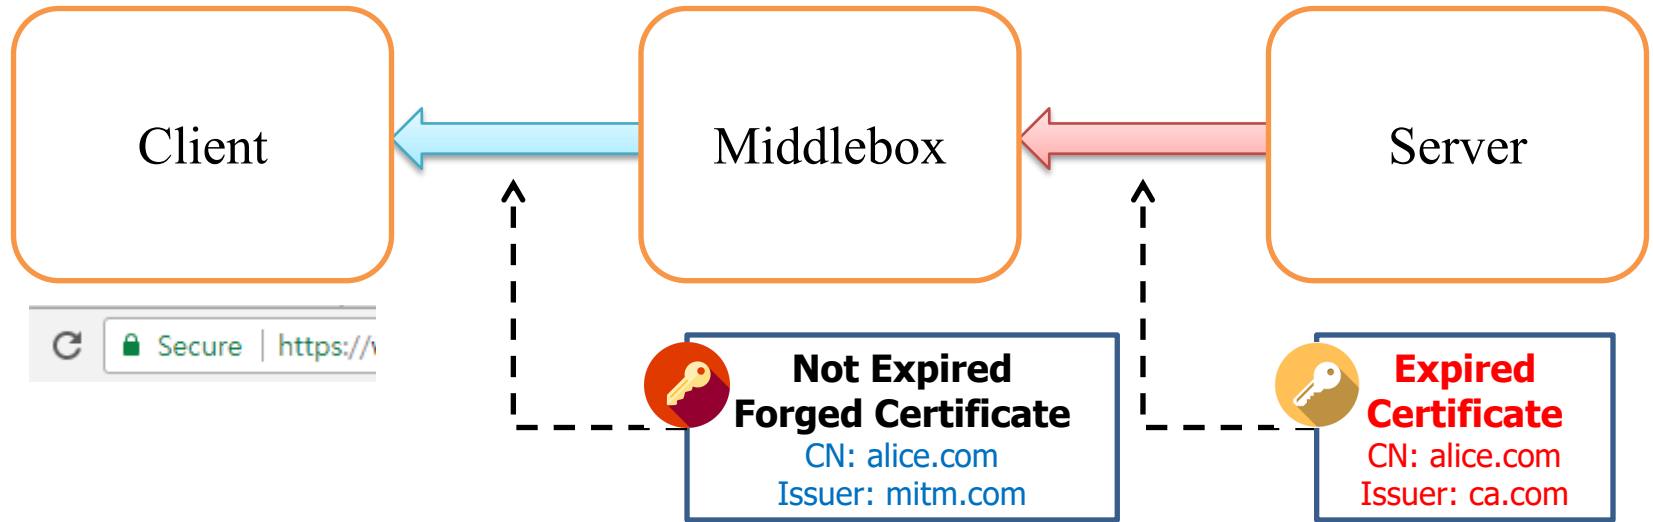 Client
Middlebox
Server
Secure | https://
Not Expired
Forged Certificate
CN: alice.com
Issuer: mitm.com
Expired
Certificate
CN: alice.com
Issuer: ca.com